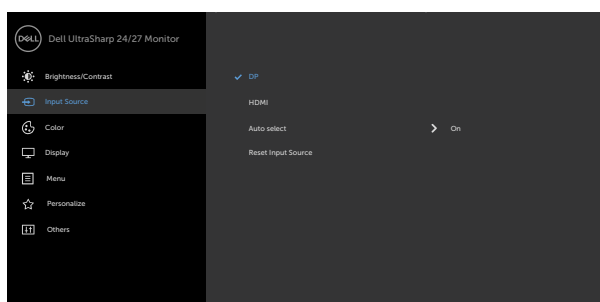 DELL Dell UltraSharp 24/27 Monitor
Brightness/Contrast
DP
Input Source
HDMI
Color
Auto select On
Display
Reset Input Source
Menu
Personalize
Others